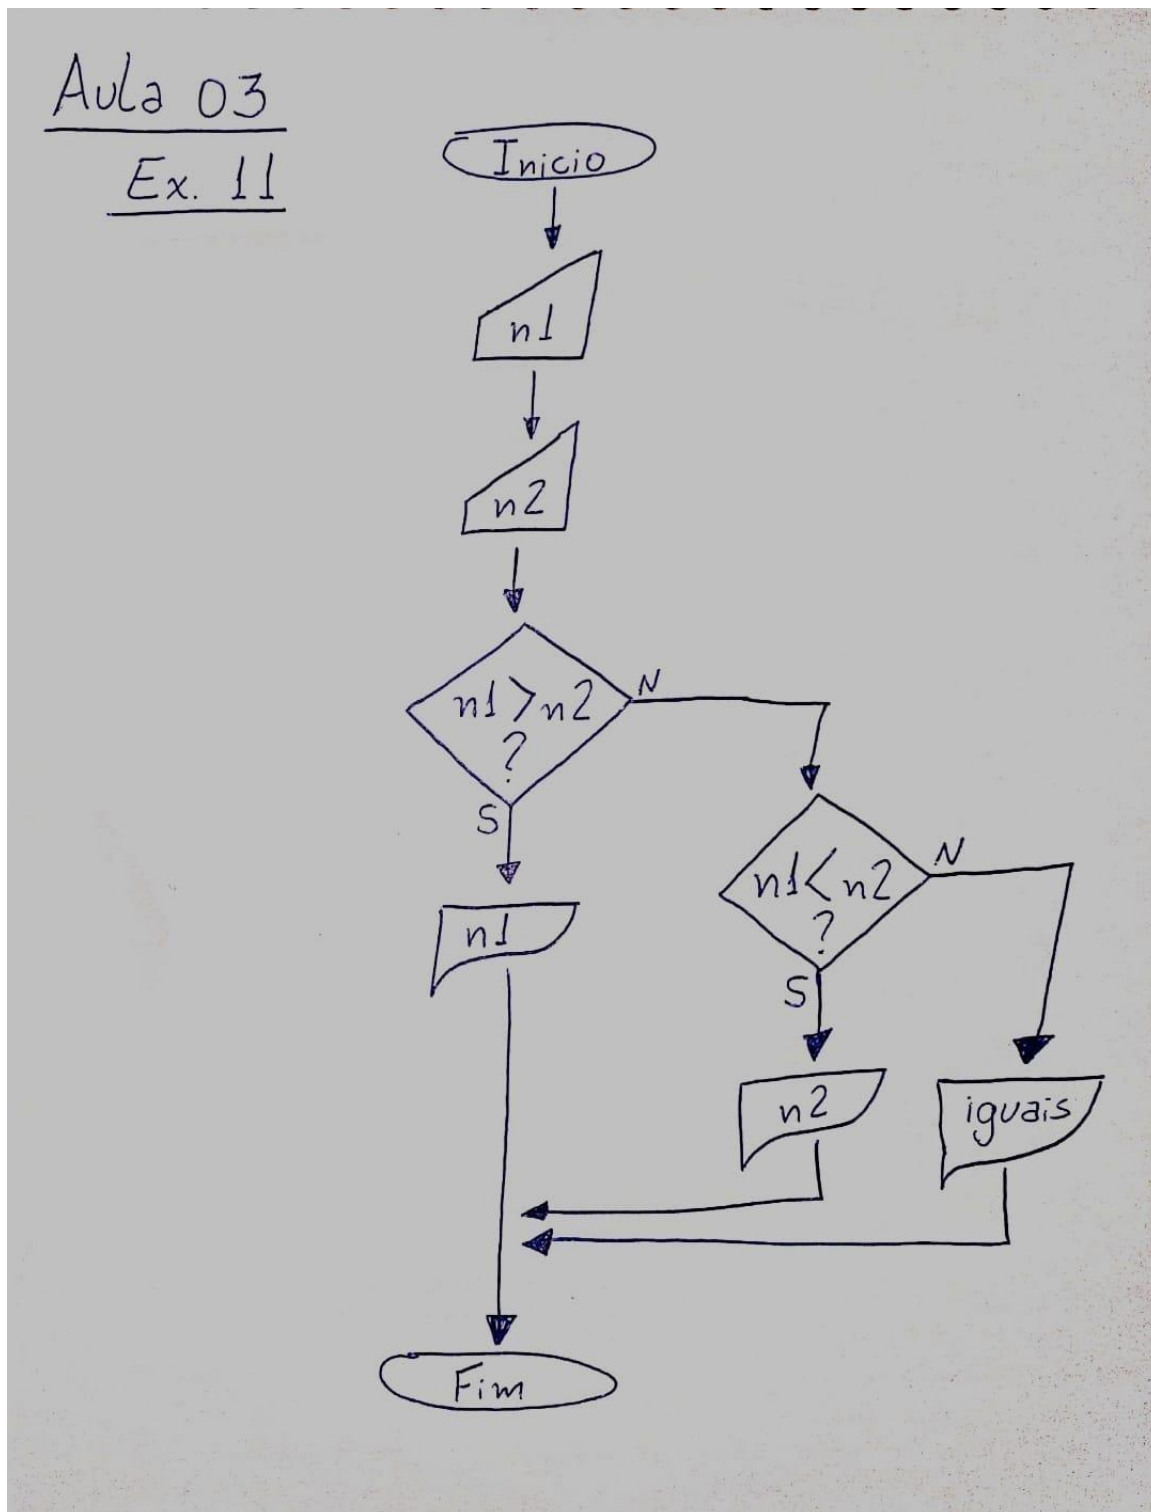 Aula 03
Ex. 11
Inicio
n1
n2
n1>n2
?
N
S
n1
n1<n2
?
N
S
n2
iguais
Fim